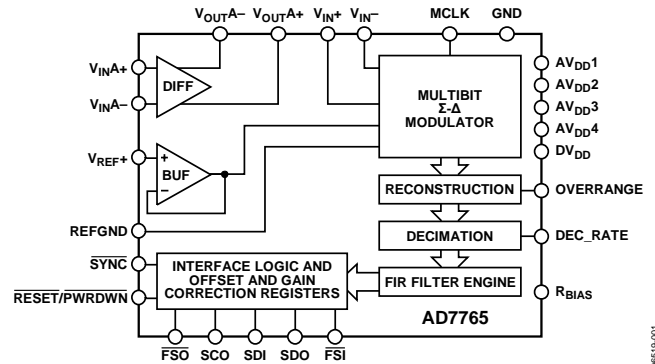 VOUTA– VOUTA+ VIN+ VIN– MCLK GND
VINA+
DIFF
VINA–
VREF+
+
BUF
–
REFGND
MULTIBIT
Σ-Δ
MODULATOR
AVDD1
AVDD2
AVDD3
AVDD4
DVDD
RECONSTRUCTION
OVERRANGE
DECIMATION
DEC_RATE
SYNC
RESET/PWRDWN
INTERFACE LOGIC AND
OFFSET AND GAIN
CORRECTION REGISTERS
FIR FILTER ENGINE
RBIAS
AD7765
FSO SCO SDI SDO FSI
06519-001